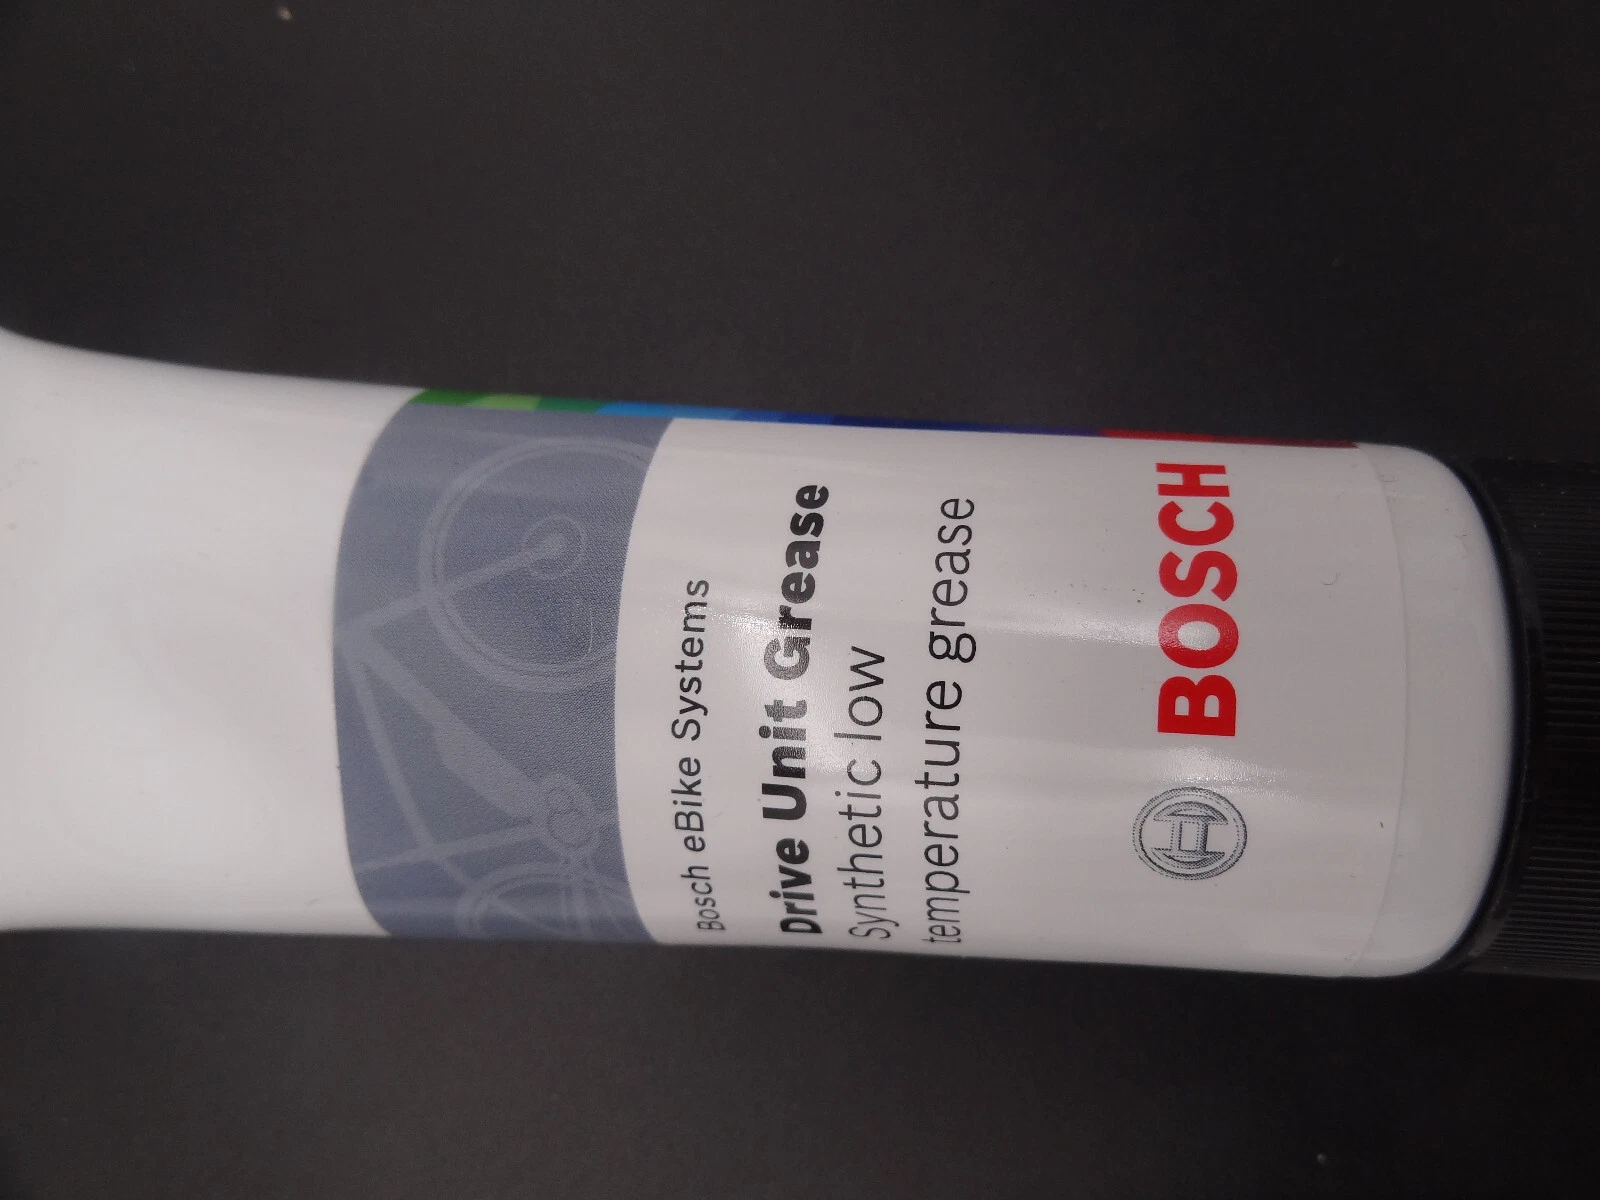 Bosch eBike Systems
Drive Unit Grease
Synthetic low
temperature grease
BOSCH